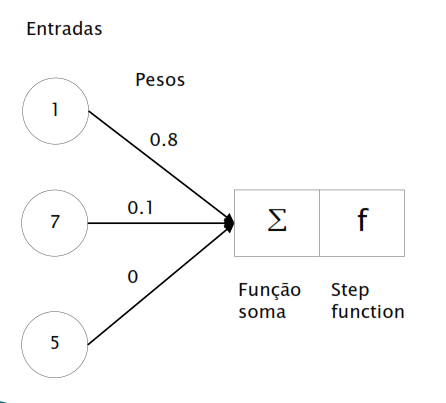 Entradas
Pesos
1
0.8
7
0.1
Σ
f
0
Função
soma
Step
function
5